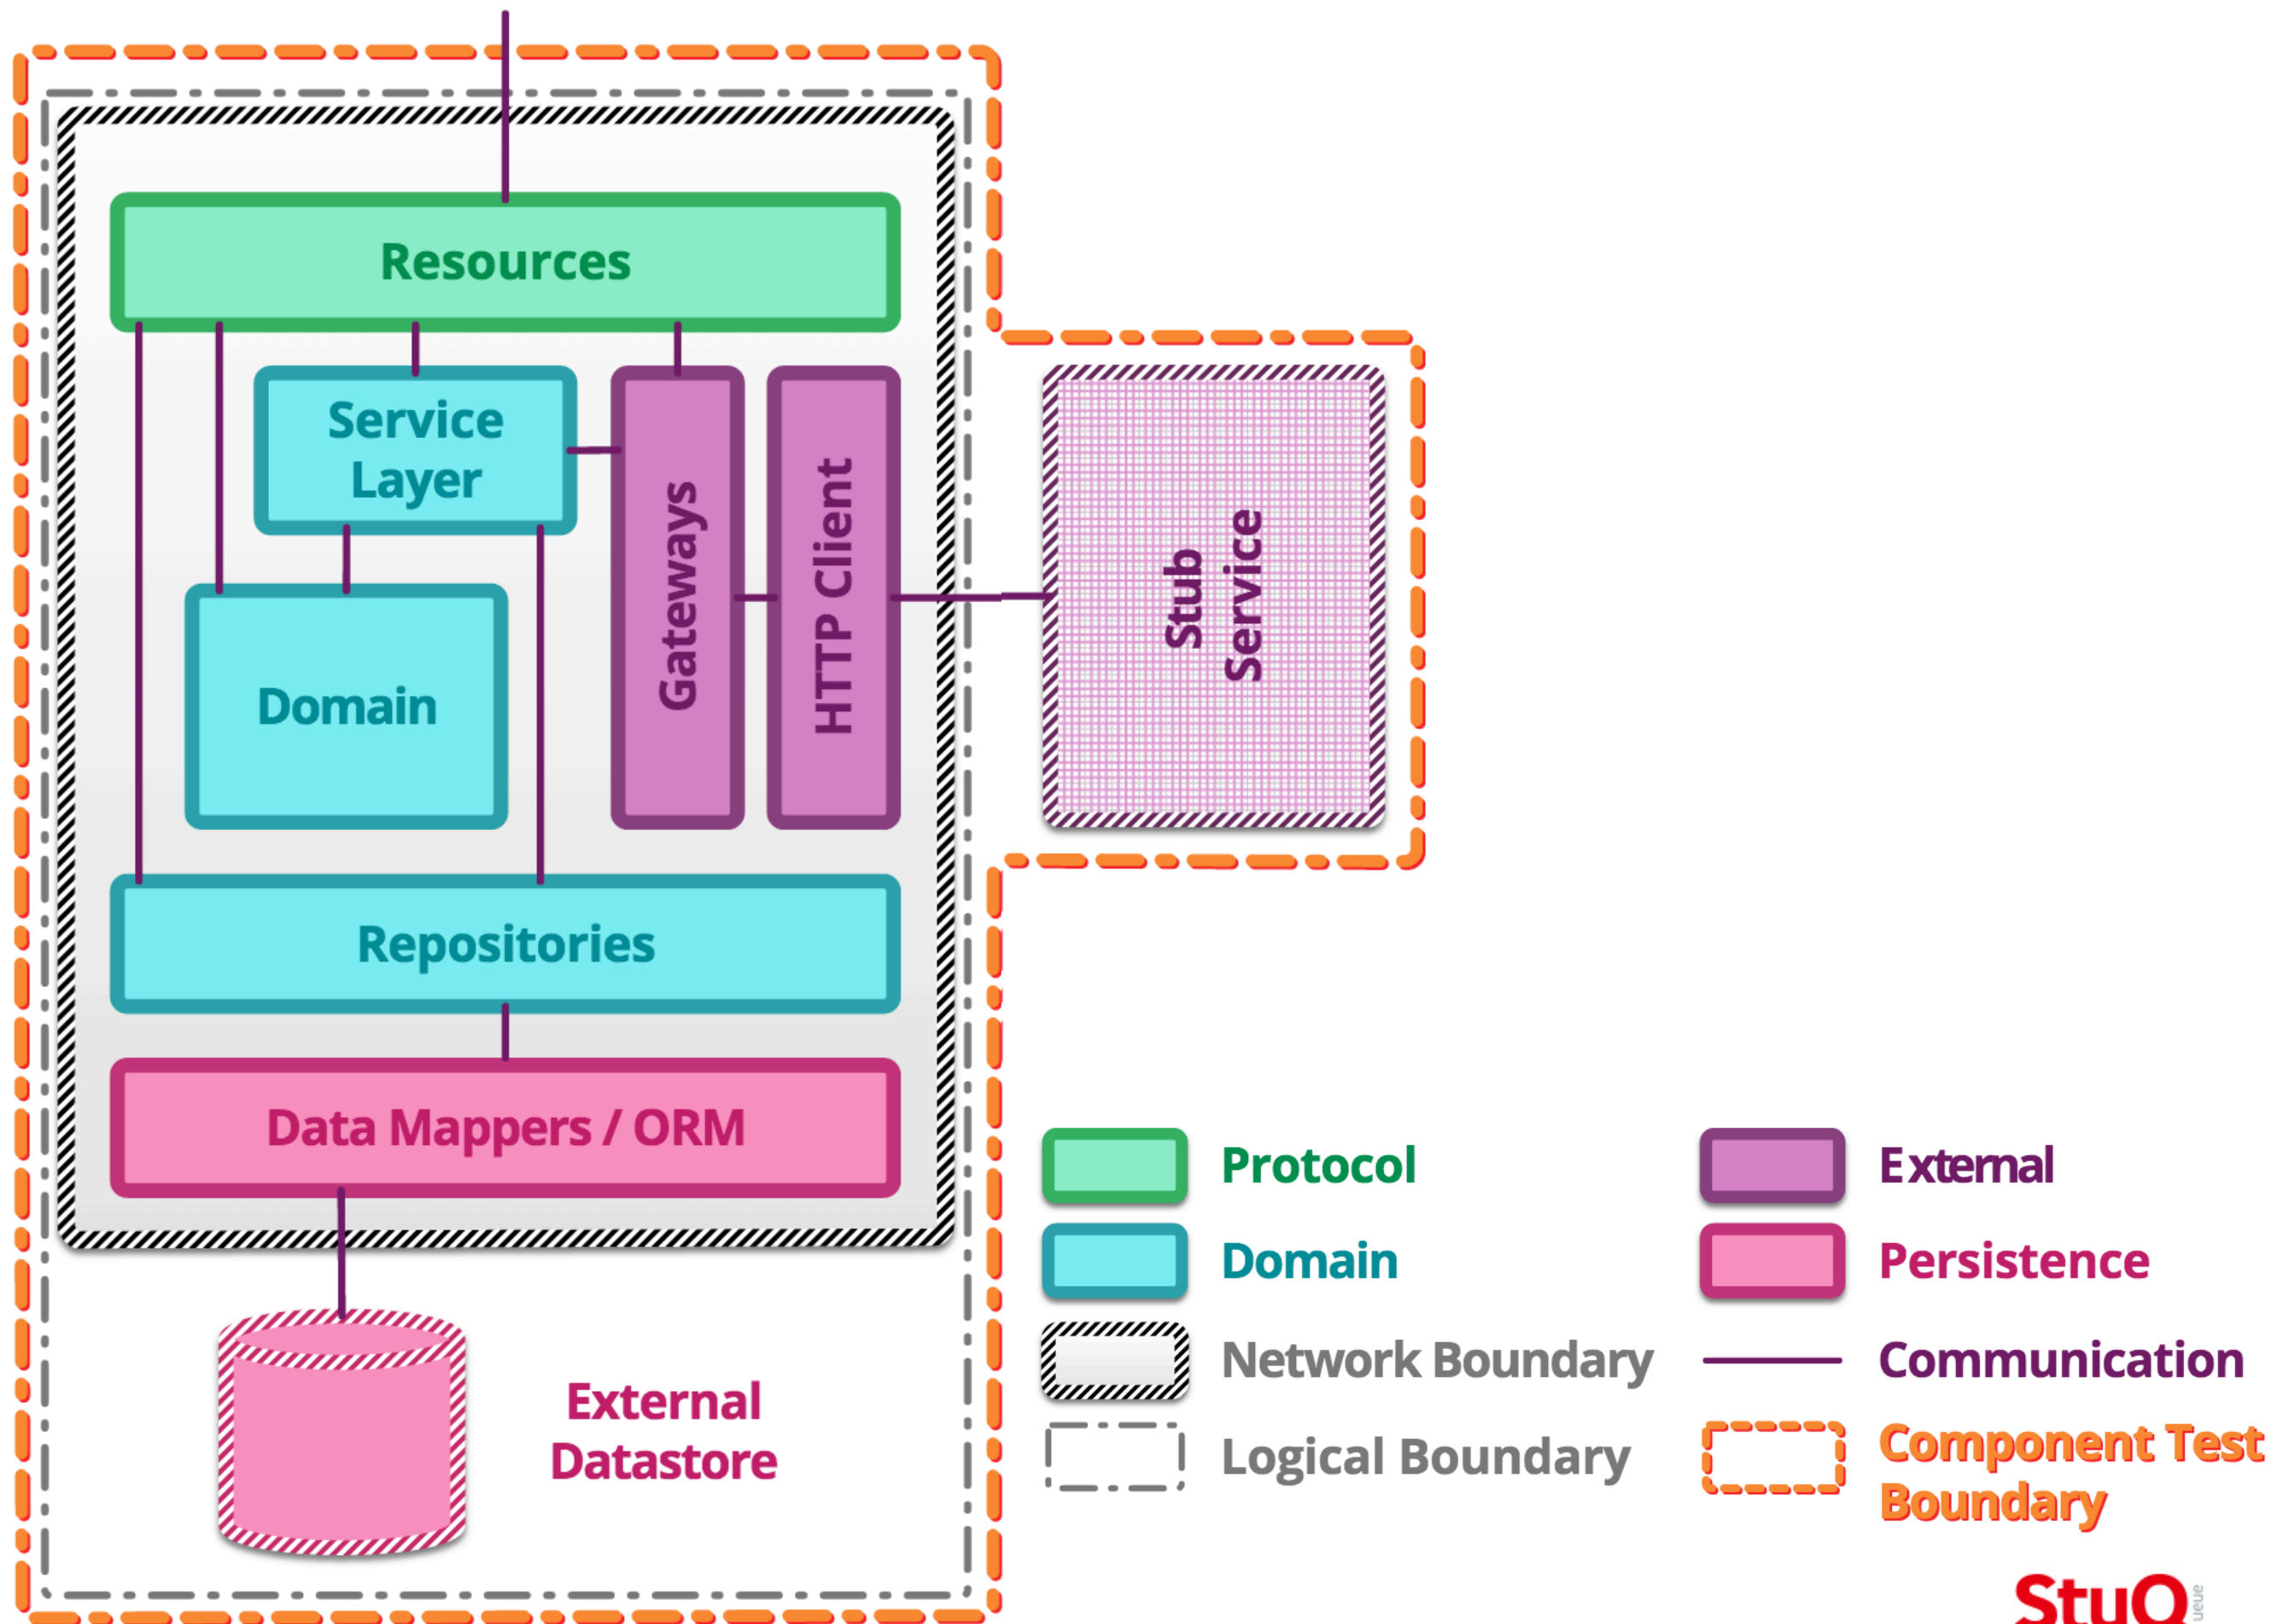 Resources
Service
Layer
Gateways
HTTP Client
Stub
Service
Domain
Repositories
Data Mappers / ORM
External
Datastore
Protocol
External
Domain
Persistence
Network Boundary
Communication
Logical Boundary
Component Test
Boundary
StuQ